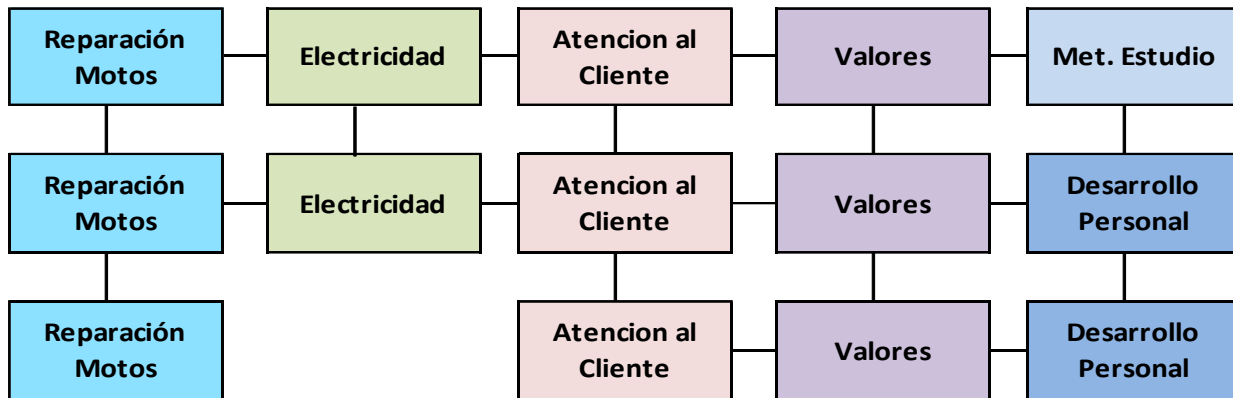 Reparación
Motos
Electricidad
Atencion al
Cliente
Valores
Met. Estudio
Reparación
Motos
Electricidad
Atencion al
Cliente
Valores
Desarrollo
Personal
Reparación
Motos
Atencion al
Cliente
Valores
Desarrollo
Personal